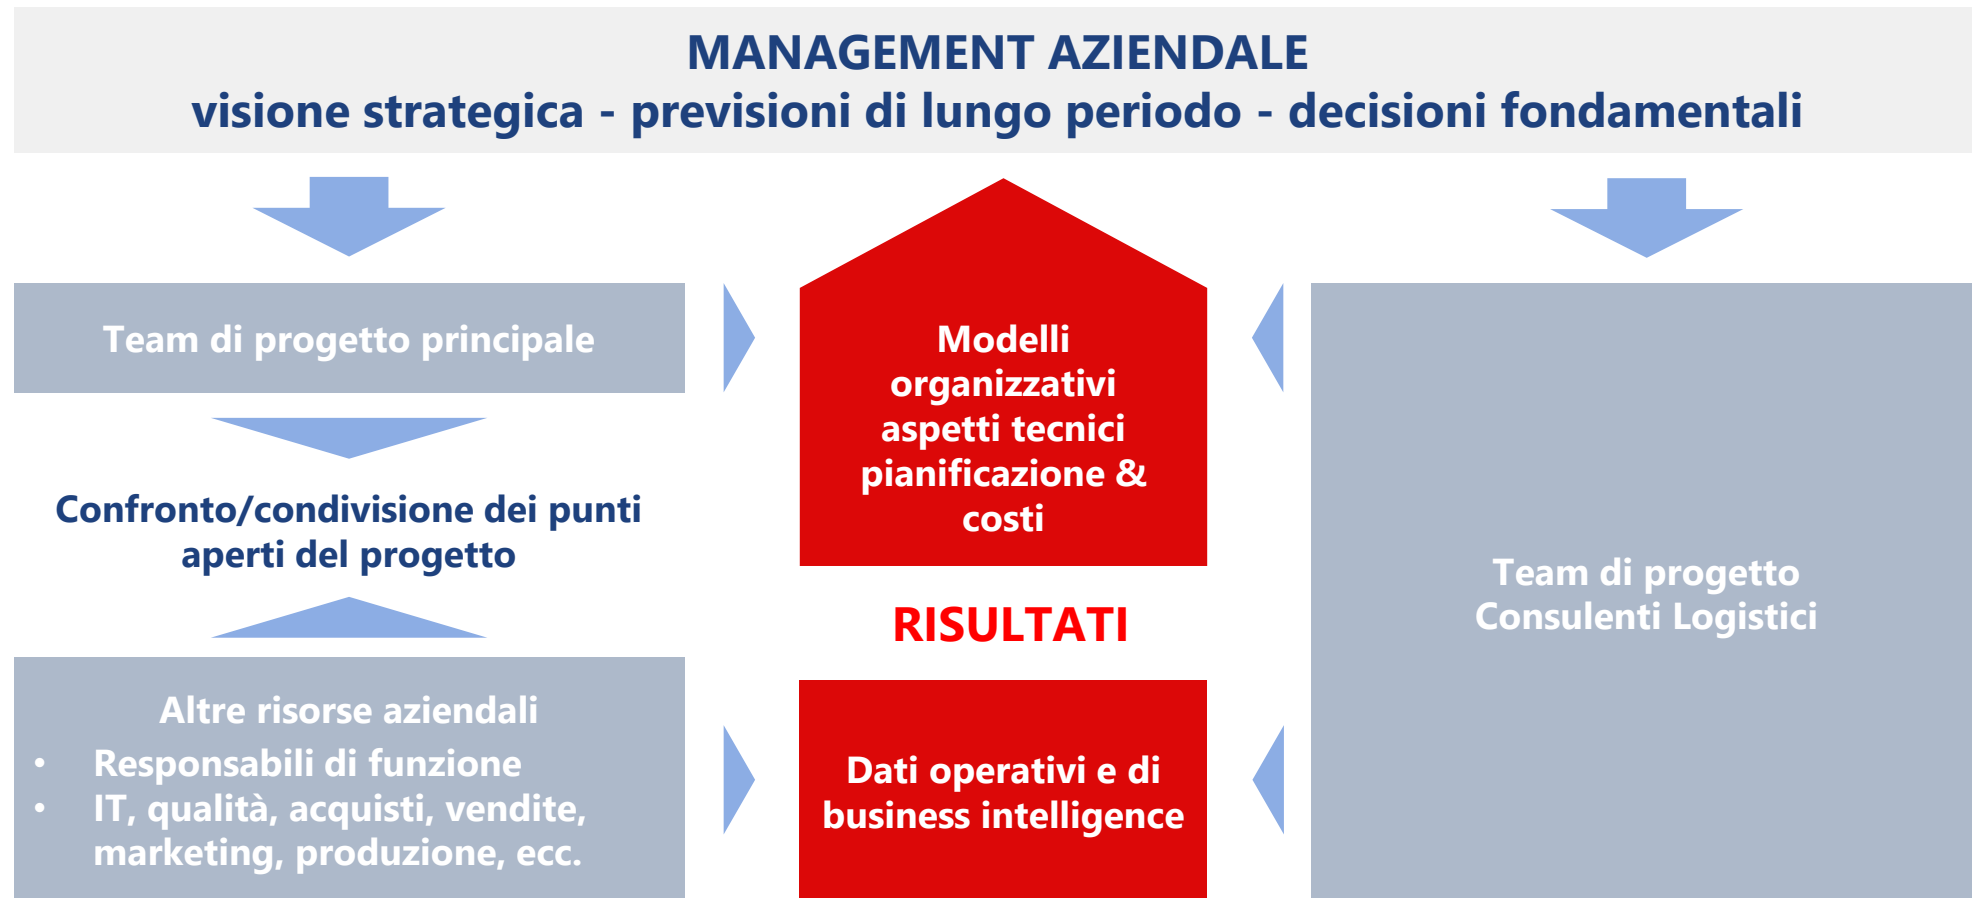 MANAGEMENT AZIENDALE
visione strategica - previsioni di lungo periodo - decisioni fondamentali
Team di progetto principale
Confronto/condivisione dei punti
aperti del progetto
Altre risorse aziendali
• Responsabili di funzione
• IT, qualità, acquisti, vendite,
marketing, produzione, ecc.
Modelli
organizzativi
aspetti tecnici
pianificazione &
costi
RISULTATI
Dati operativi e di
business intelligence
Team di progetto
Consulenti Logistici